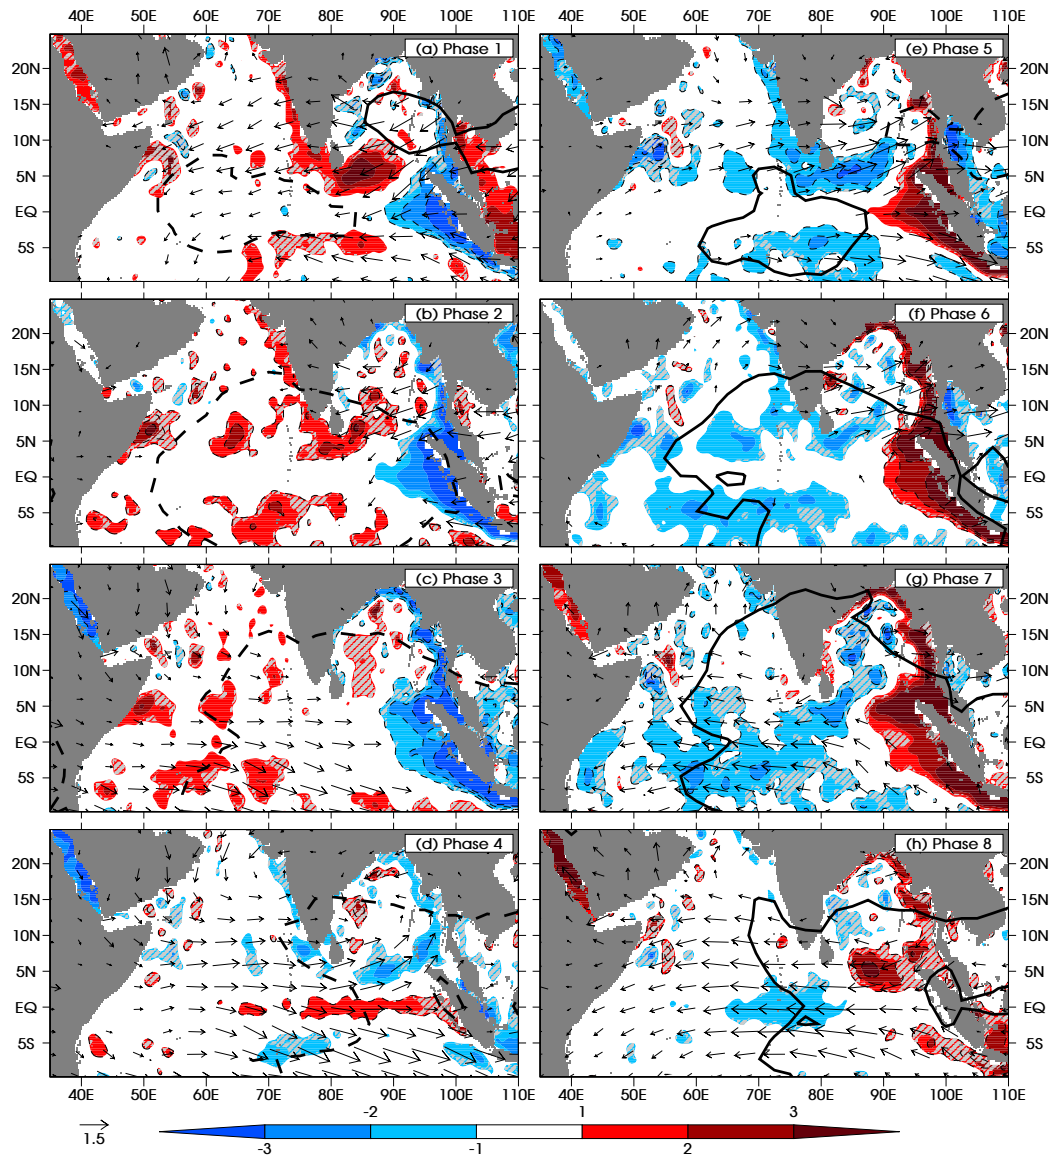 40E 50E 60E 70E 80E 90E 100E 110E 40E 50E 60E 70E 80E 90E 100E 110E
(a) Phase 1 (e) Phase 5
20N 20N
15N 15N
10N 10N
5N 5N
EQ EQ
5S 5S
(b) Phase 2 (f) Phase 6
20N 20N
15N 15N
10N 10N
5N 5N
EQ EQ
5S 5S
(c) Phase 3 (g) Phase 7
20N 20N
15N 15N
10N 10N
5N 5N
EQ EQ
5S 5S
(d) Phase 4 (h) Phase 8
20N 20N
15N 15N
10N 10N
5N 5N
EQ EQ
5S 5S
40E 50E 60E 70E 80E 90E 100E 110E 40E 50E 60E 70E 80E 90E 100E 110E
-2 1 3
1.5
-3 -1 2